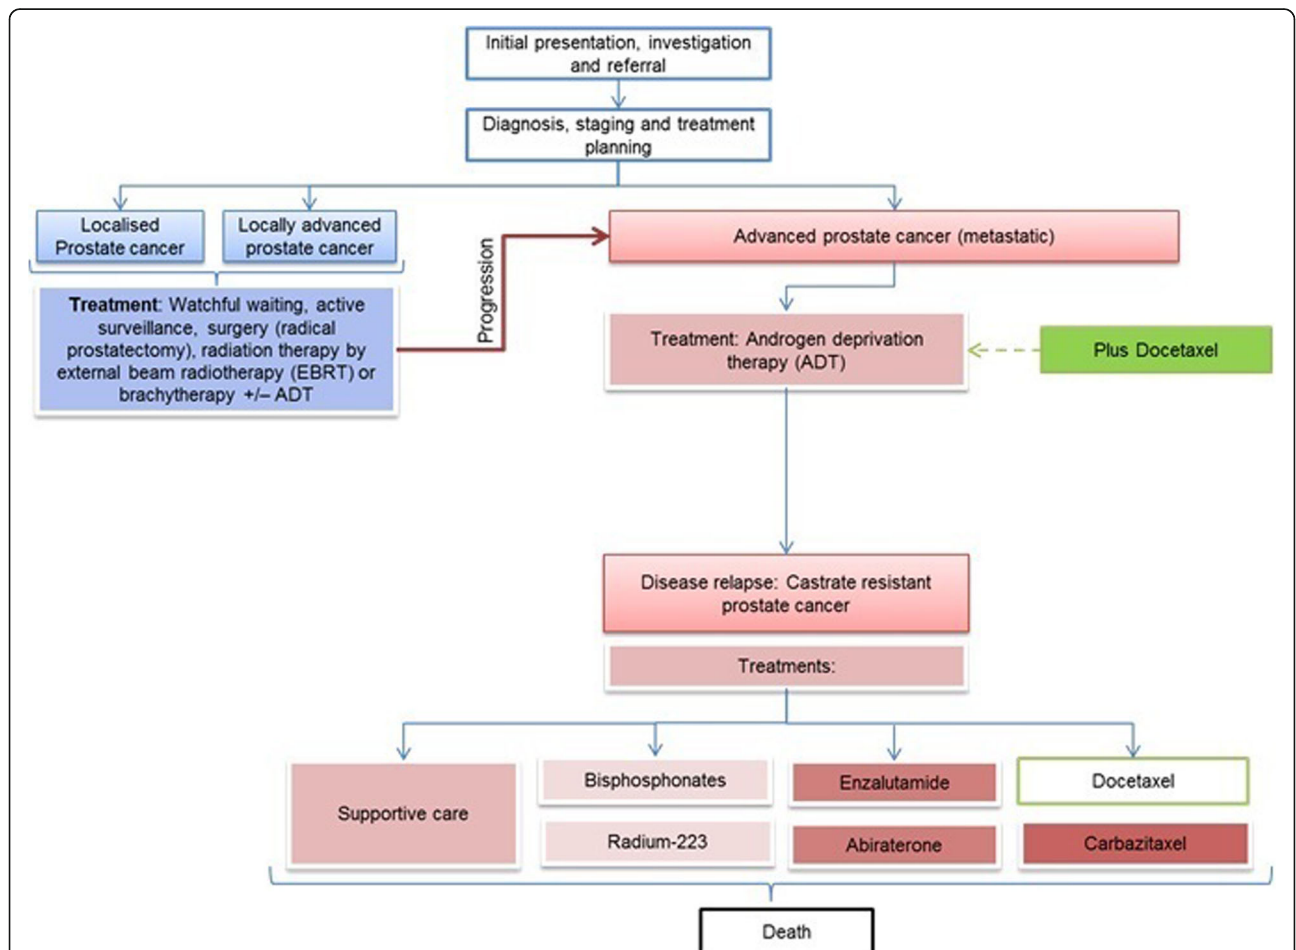 Initial presentation, investigation
and referral
Diagnosis, staging and treatment
planning
Localised
Prostate cancer
Locally advanced
prostate cancer
Advanced prostate cancer (metastatic)
Treatment: Watchful waiting, active
surveillance, surgery (radical
prostatectomy), radiation therapy by
external beam radiotherapy (EBRT) or
brachytherapy +/– ADT
Progression
Treatment: Androgen deprivation
therapy (ADT)
Plus Docetaxel
Disease relapse: Castrate resistant
prostate cancer
Treatments:
Supportive care
Bisphosphonates
Radium-223
Enzalutamide
Abiraterone
Docetaxel
Carbazitaxel
Death